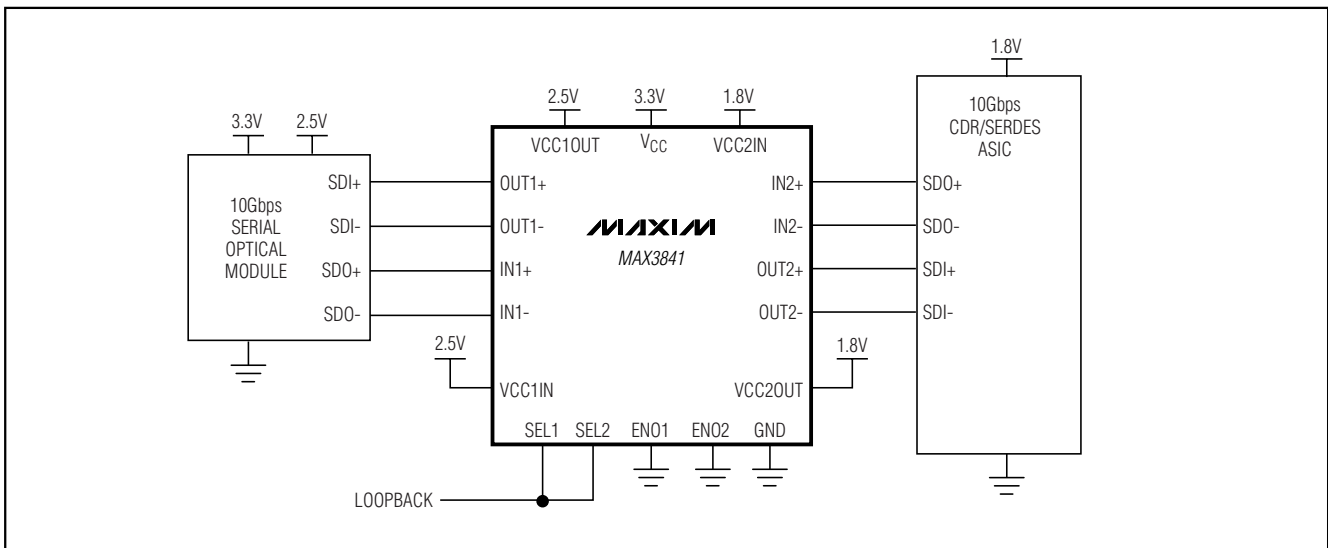 1.8V
2.5V
3.3V
1.8V
3.3V
2.5V
10Gbps
SERIAL
OPTICAL
MODULE
SDI+
SDI-
SDO+
SDO-
VCC1OUT
VCC
VCC2IN
OUT1+
OUT1-
IN1+
IN1-
MAXIM
MAX3841
IN2+
IN2-
OUT2+
OUT2-
2.5V
VCC1IN
1.8V
VCC2OUT
SEL1
SEL2
ENO1
ENO2
GND
LOOPBACK
10Gbps
CDR/SERDES
ASIC
SDO+
SDO-
SDI+
SDI-